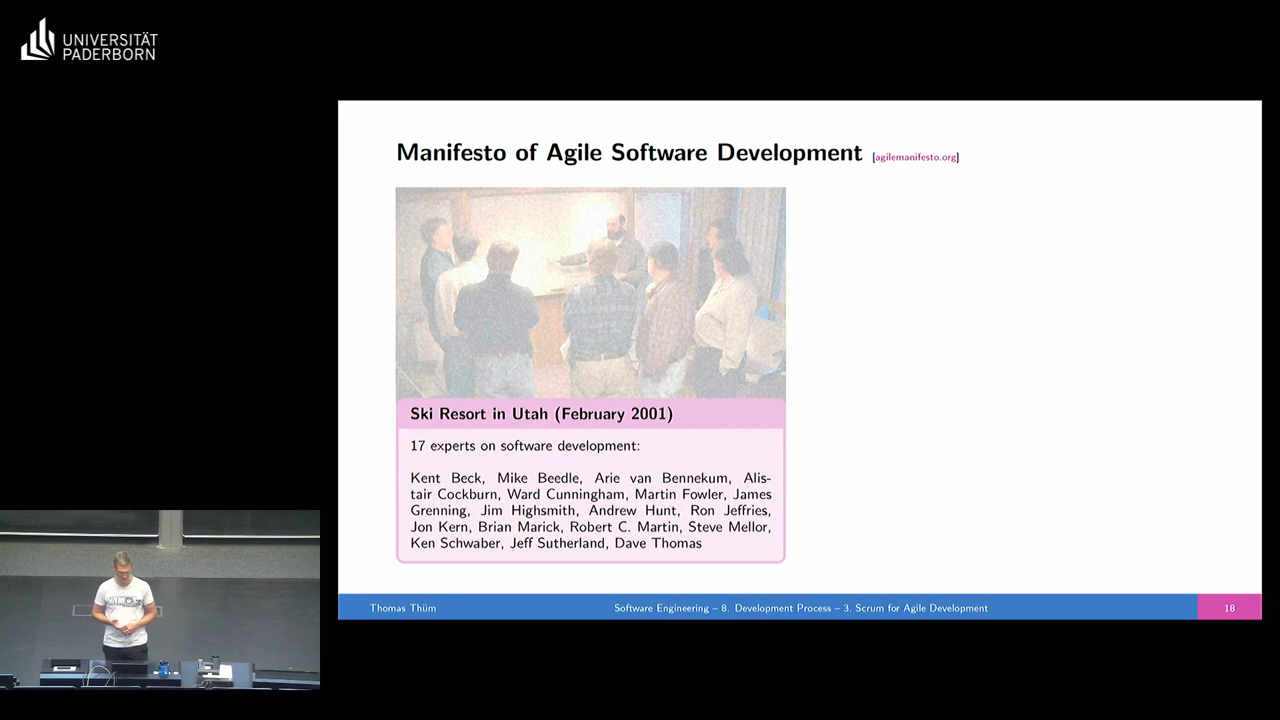 UNIVERSITÄT
PADERBORN
Manifesto of Agile Software Development [agilemanifesto.org]
Ski Resort in Utah (February 2001)
17 experts on software development:
Kent Beck, Mike Beedle, Arie van Bennekum, Alis-
tair Cockburn, Ward Cunningham, Martin Fowler, James
Grenning, Jim Highsmith, Andrew Hunt, Ron Jeffries,
Jon Kern, Brian Marick, Robert C. Martin, Steve Mellor,
Ken Schwaber, Jeff Sutherland, Dave Thomas
Thomas Thüm
Software Engineering – 8. Development Process – 3. Scrum for Agile Development
18